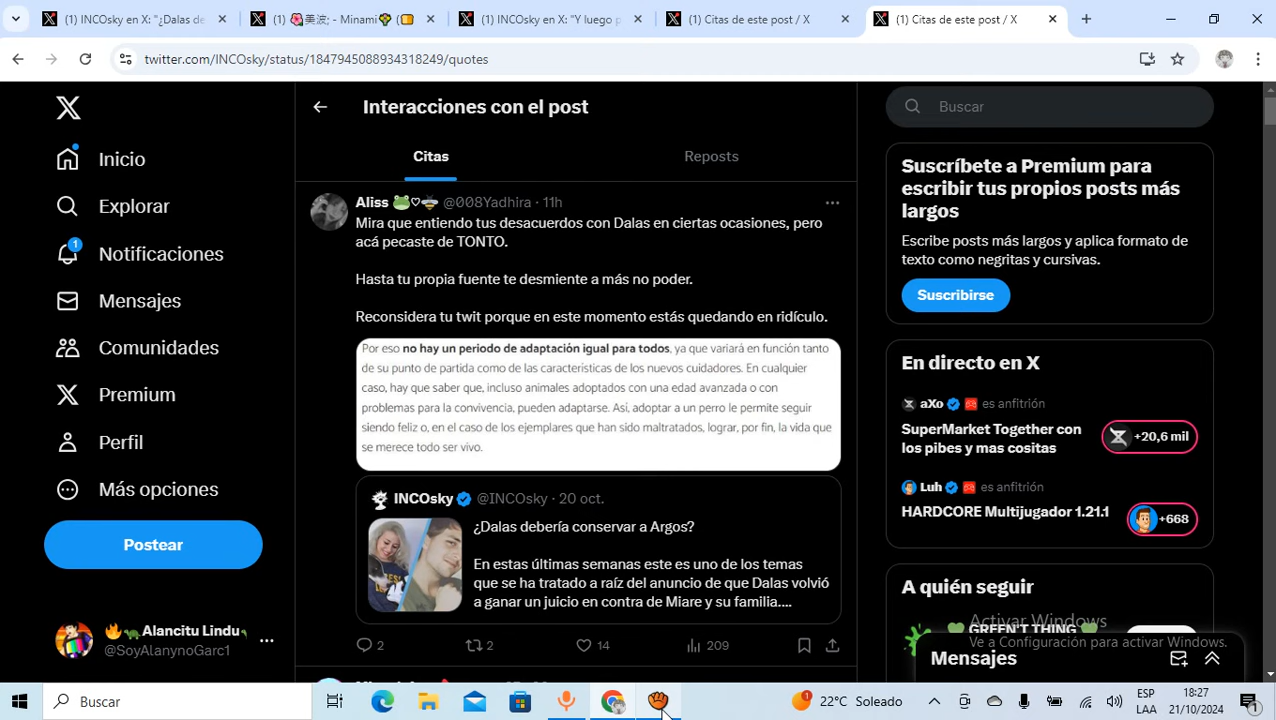 (1) INCOsky en X: "¿Dalas de
(1) 🌺美波; - Minami🌳 (
(1) INCOsky en X: "Y luego p
(1) Citas de este post / X
(1) Citas de este post / X
twitter.com/INCOsky/status/1847945088934318249/quotes
Inicio
Explorar
1
Notificaciones
Mensajes
Comunidades
Premium
Perfil
Más opciones
Postear
🔥🐢Alancitu Lindu
@SoyAlanynoGarc1
Interacciones con el post
Citas
Reposts
Aliss 🐸♡🐝 @008Yadhira · 11h
Mira que entiendo tus desacuerdos con Dalas en ciertas ocasiones, pero
acá pecaste de TONTO.
Hasta tu propia fuente te desmiente a más no poder.
Reconsidera tu twit porque en este momento estás quedando en ridículo.
Por eso no hay un periodo de adaptación igual para todos, ya que variará en función tanto
de su punto de partida como de las características de los nuevos cuidadores. En cualquier
caso, hay que saber que, incluso animales adoptados con una edad avanzada o con
problemas para la convivencia, pueden adaptarse. Así, adoptar a un perro le permite seguir
siendo feliz o, en el caso de los ejemplares que han sido maltratados, lograr, por fin, la vida que
se merece todo ser vivo.
INCOsky @INCOsky · 20 oct.
¿Dalas debería conservar a Argos?
En estas últimas semanas este es uno de los temas
que se ha tratado a raíz del anuncio de que Dalas volvió
a ganar un juicio en contra de Miare y su familia....
2 2 14 209
Buscar
Suscríbete a Premium para
escribir tus propios posts más
largos
Escribe posts más largos y aplica formato de
texto como negritas y cursivas.
Suscribirse
En directo en X
aXo es anfitrión
SuperMarket Together con
los pibes y mas cositas
+20,6 mil
Luh es anfitrión
HARDCORE Multijugador 1.21.1
+668
A quién seguir
💚GREEN'T THING💚
Activar Windows
Ve a Configuración para activar Windows.
Mensajes
Buscar
1
22°C Soleado
ESP
LAA
18:27
21/10/2024
1